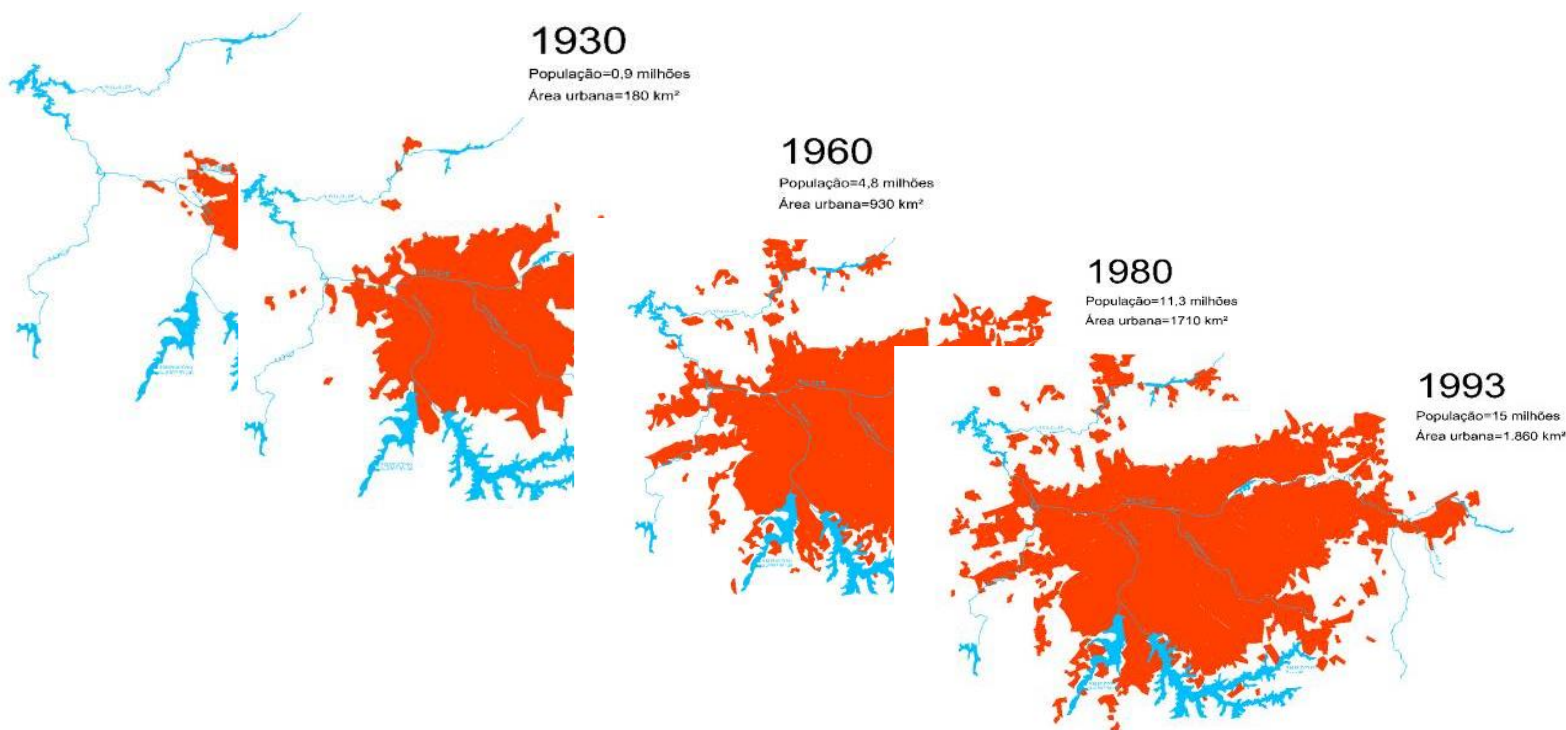 1930
População=0,9 milhões
Área urbana=180 km²
1960
População=4,8 milhões
Área urbana=930 km²
1980
População=11,3 milhões
Área urbana=1710 km²
1993
População=15 milhões
Área urbana=1.860 km²